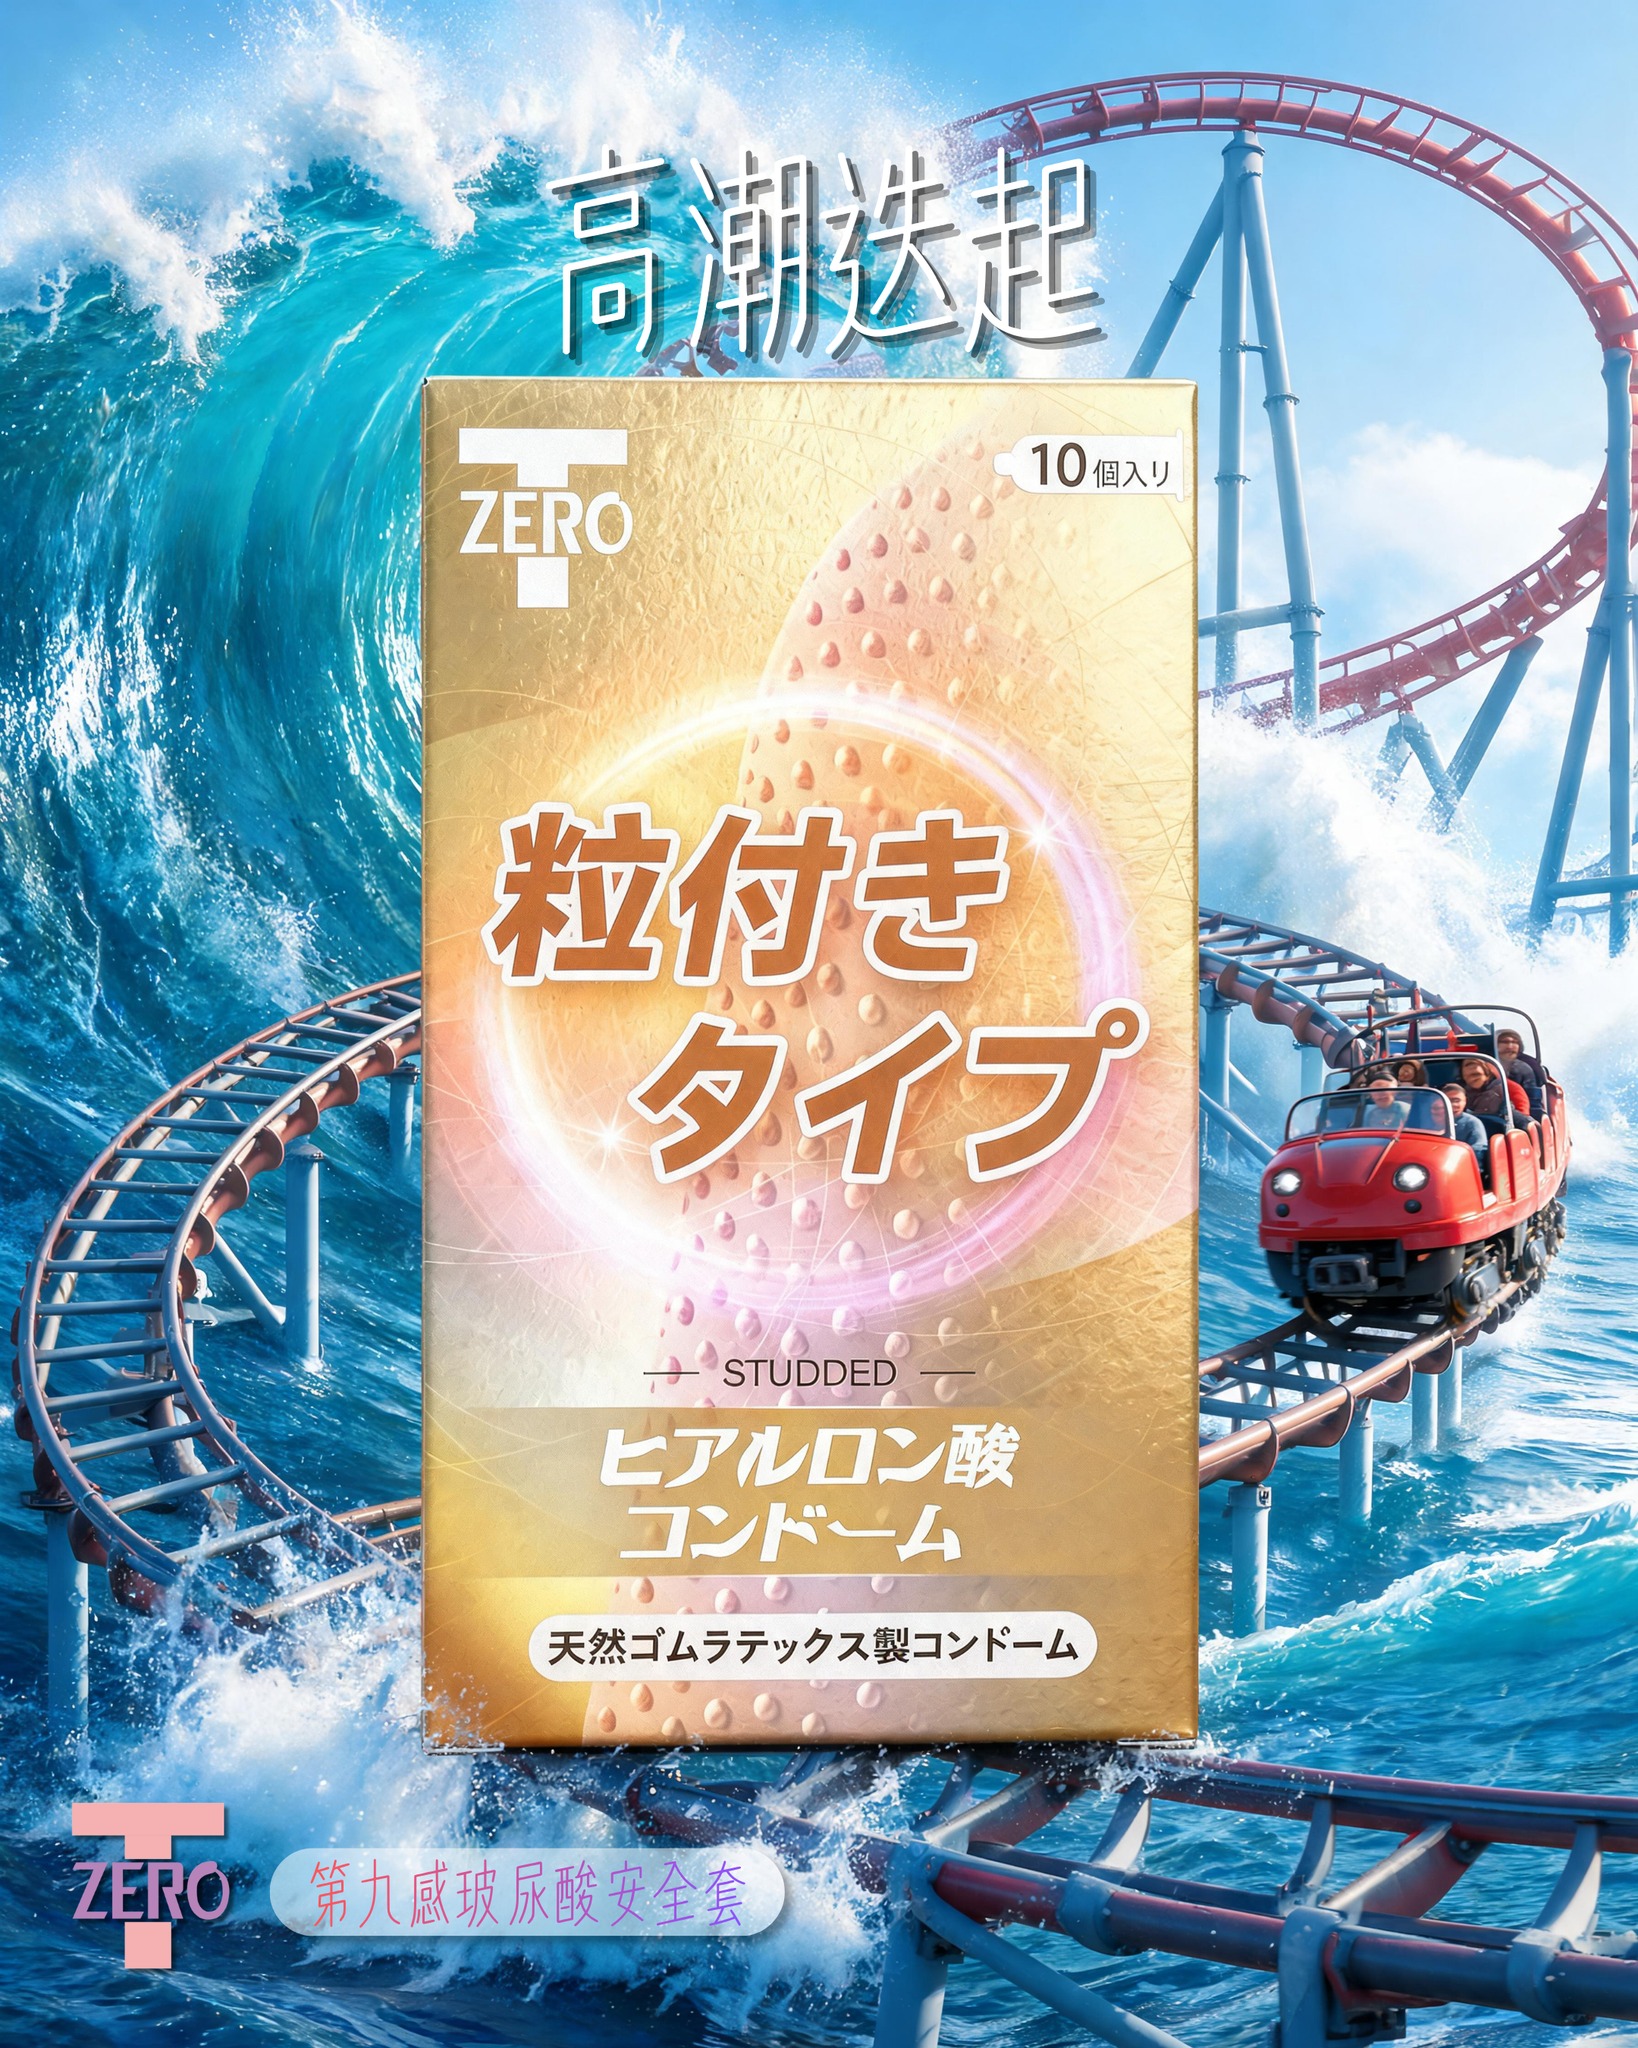 高潮迭起
T
ZERO
10個入り
粒付き
タイプ
STUDDED
ヒアルロン酸
コンドーム
天然ゴムラテックス製コンドーム
T
ZERO
第九感玻尿酸安全套